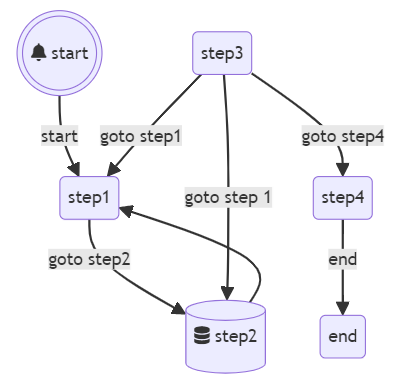 start
step3
start
goto step1
goto step4
step1
goto step 1
step4
goto step2
end
step2
end